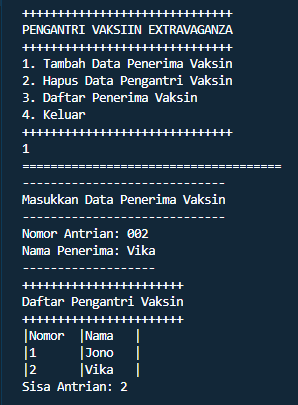 ++++++++++++++++++++++++++++++
PENGANTRI VAKSIIN EXTRAVAGANZA
++++++++++++++++++++++++++++++
1. Tambah Data Penerima Vaksin
2. Hapus Data Pengantri Vaksin
3. Daftar Penerima Vaksin
4. Keluar
++++++++++++++++++++++++++++++
1
=====================================
-----------------------------
Masukkan Data Penerima Vaksin
-----------------------------
Nomor Antrian: 002
Nama Penerima: Vika
-------------------
+++++++++++++++++++++++
Daftar Pengantri Vaksin
+++++++++++++++++++++++
|Nomor |Nama |
|1 |Jono |
|2 |Vika |
Sisa Antrian: 2